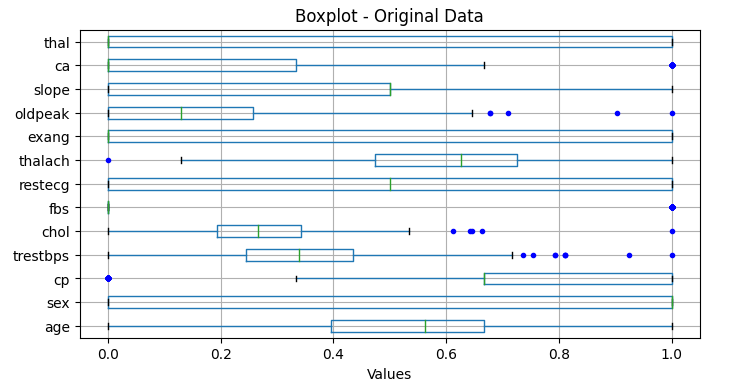 Boxplot - Original Data
thal
ca
slope
oldpeak
exang
thalach
restecg
fbs
chol
trestbps
cp
sex
age
0.0 0.2 0.4 0.6 0.8 1.0
Values